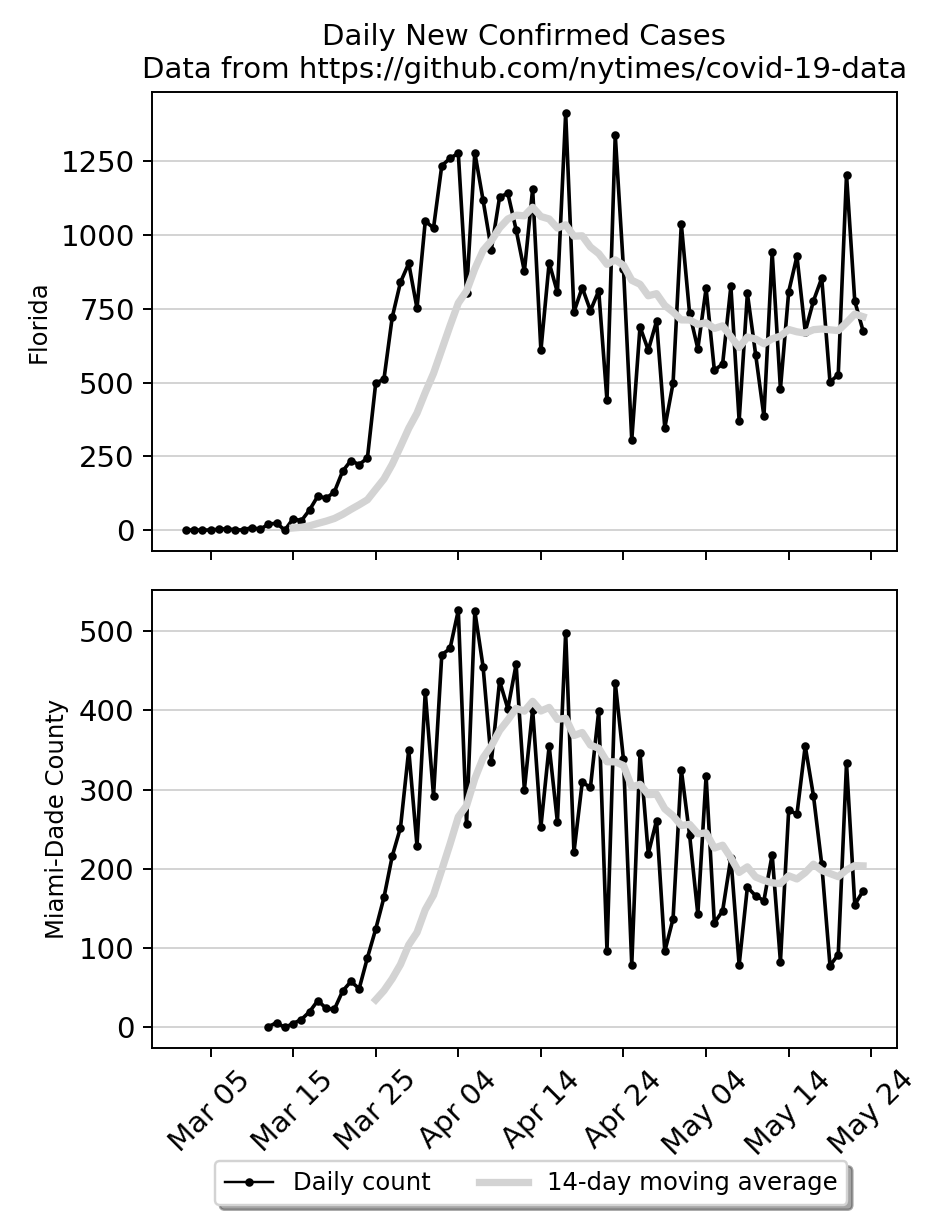 Daily New Confirmed Cases
Data from https://github.com/nytimes/covid-19-data
1250
1000
750
500
250
0
Florida
500
400
300
200
100
0
Miami-Dade County
Mar 05
Mar 15
Mar 25
Apr 04
Apr 14
Apr 24
May 04
May 14
May 24
Daily count
14-day moving average